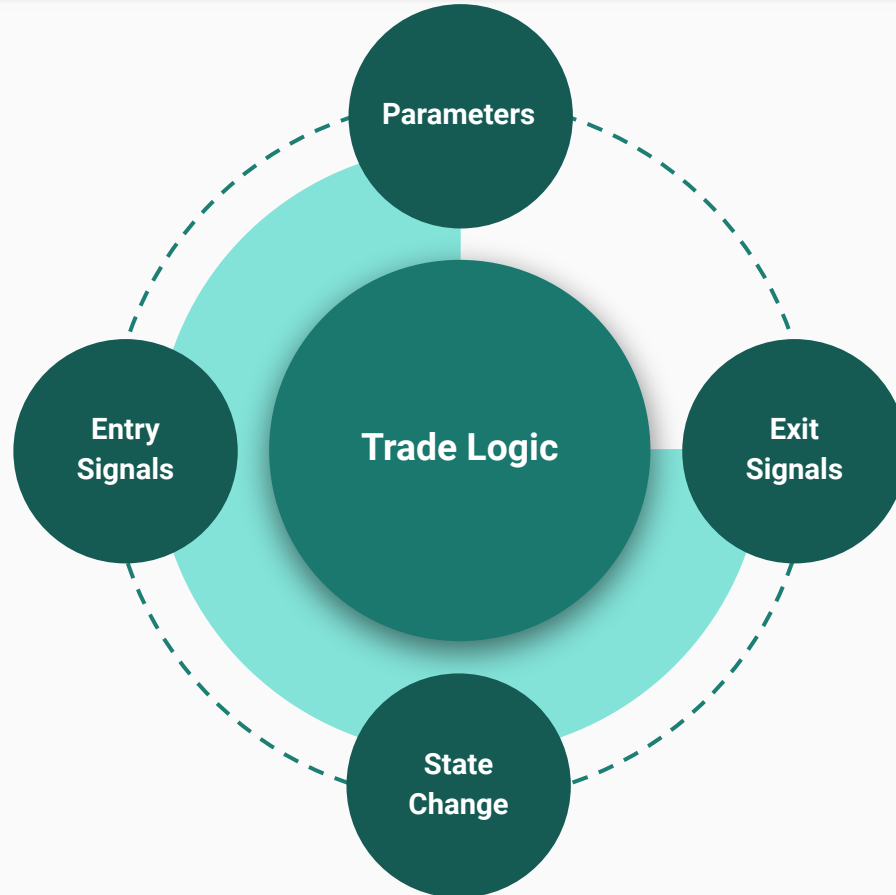 Parameters
Entry
Signals
Trade Logic
Exit
Signals
State
Change